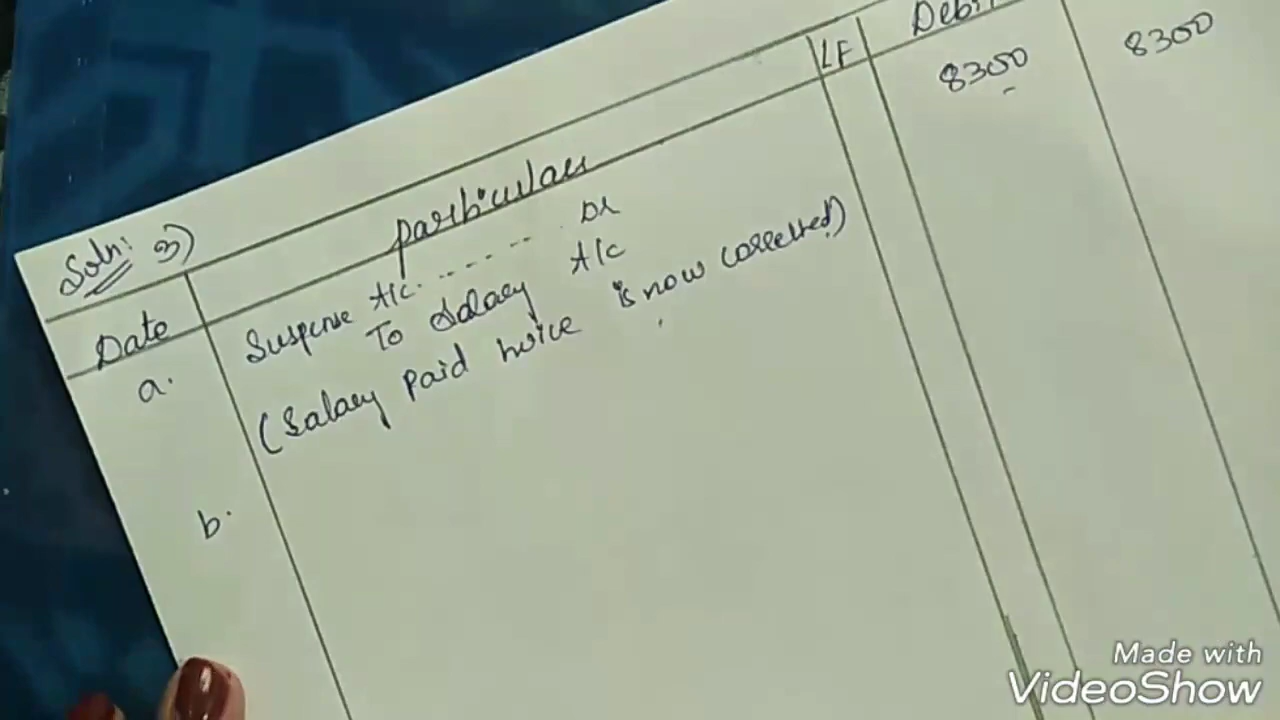 Soln: 3)
Date particulars LF Debit
a. Suspense A/c. ........ Dr 8300
To Salary A/c 8300
(Salary paid twice is now corrected)
b.
Made with
VideoShow